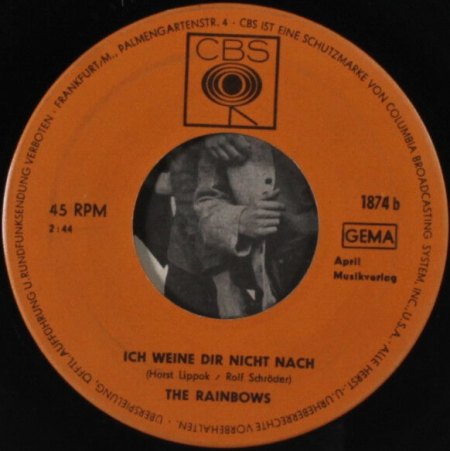 CBS
45 RPM
2:44
1874 b
GEMA
April
Musikverlag
ICH WEINE DIR NICHT NACH
(Horst Lippok / Rolf Schröder)
THE RAINBOWS
FRANKFURT/M., PALMENGARTENSTR. 4 · CBS IST EINE SCHUTZMARKE VON COLUMBIA BROADCASTING SYSTEM, INC., U.S.A. · ALLE HERST.- U. URHEBERRECHTE VORBEHALTEN. · ÜBERSPIELUNG, ÖFFTL. AUFFÜHRUNG U. RUNDFUNKSENDUNG VERBOTEN ·